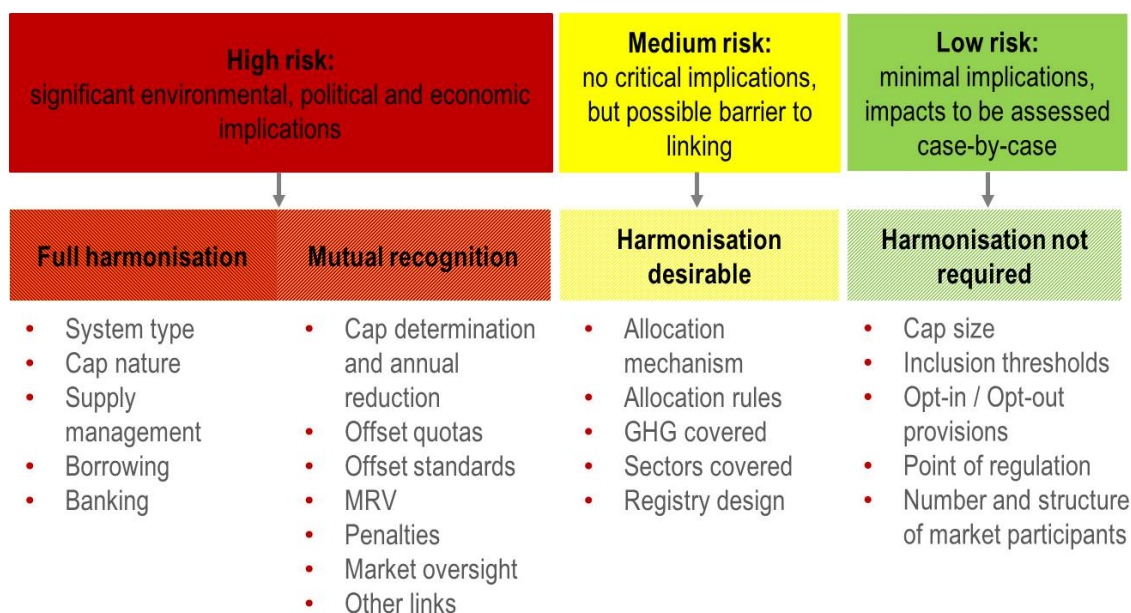 High risk:
significant environmental, political and economic
implications
Medium risk:
no critical implications,
but possible barrier to
linking
Low risk:
minimal implications,
impacts to be assessed
case-by-case
Full harmonisation
Mutual recognition
Harmonisation
desirable
Harmonisation not
required
• System type
• Cap nature
• Supply
management
• Borrowing
• Banking
• Cap determination
and annual
reduction
• Offset quotas
• Offset standards
• MRV
• Penalties
• Market oversight
• Other links
• Allocation
mechanism
• Allocation rules
• GHG covered
• Sectors covered
• Registry design
• Cap size
• Inclusion thresholds
• Opt-in / Opt-out
provisions
• Point of regulation
• Number and structure
of market participants